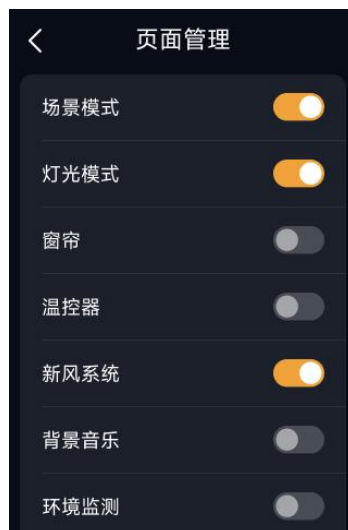 页面管理
场景模式
灯光模式
窗帘
温控器
新风系统
背景音乐
环境监测